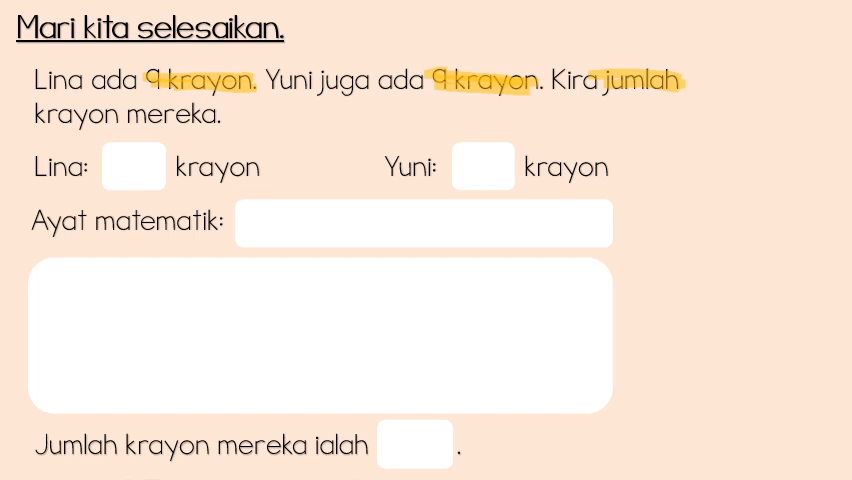 Mari kita selesaikan.
Lina ada 9 krayon. Yuni juga ada 9 krayon. Kira jumlah
krayon mereka.
Lina: krayon Yuni: krayon
Ayat matematik:
Jumlah krayon mereka ialah .